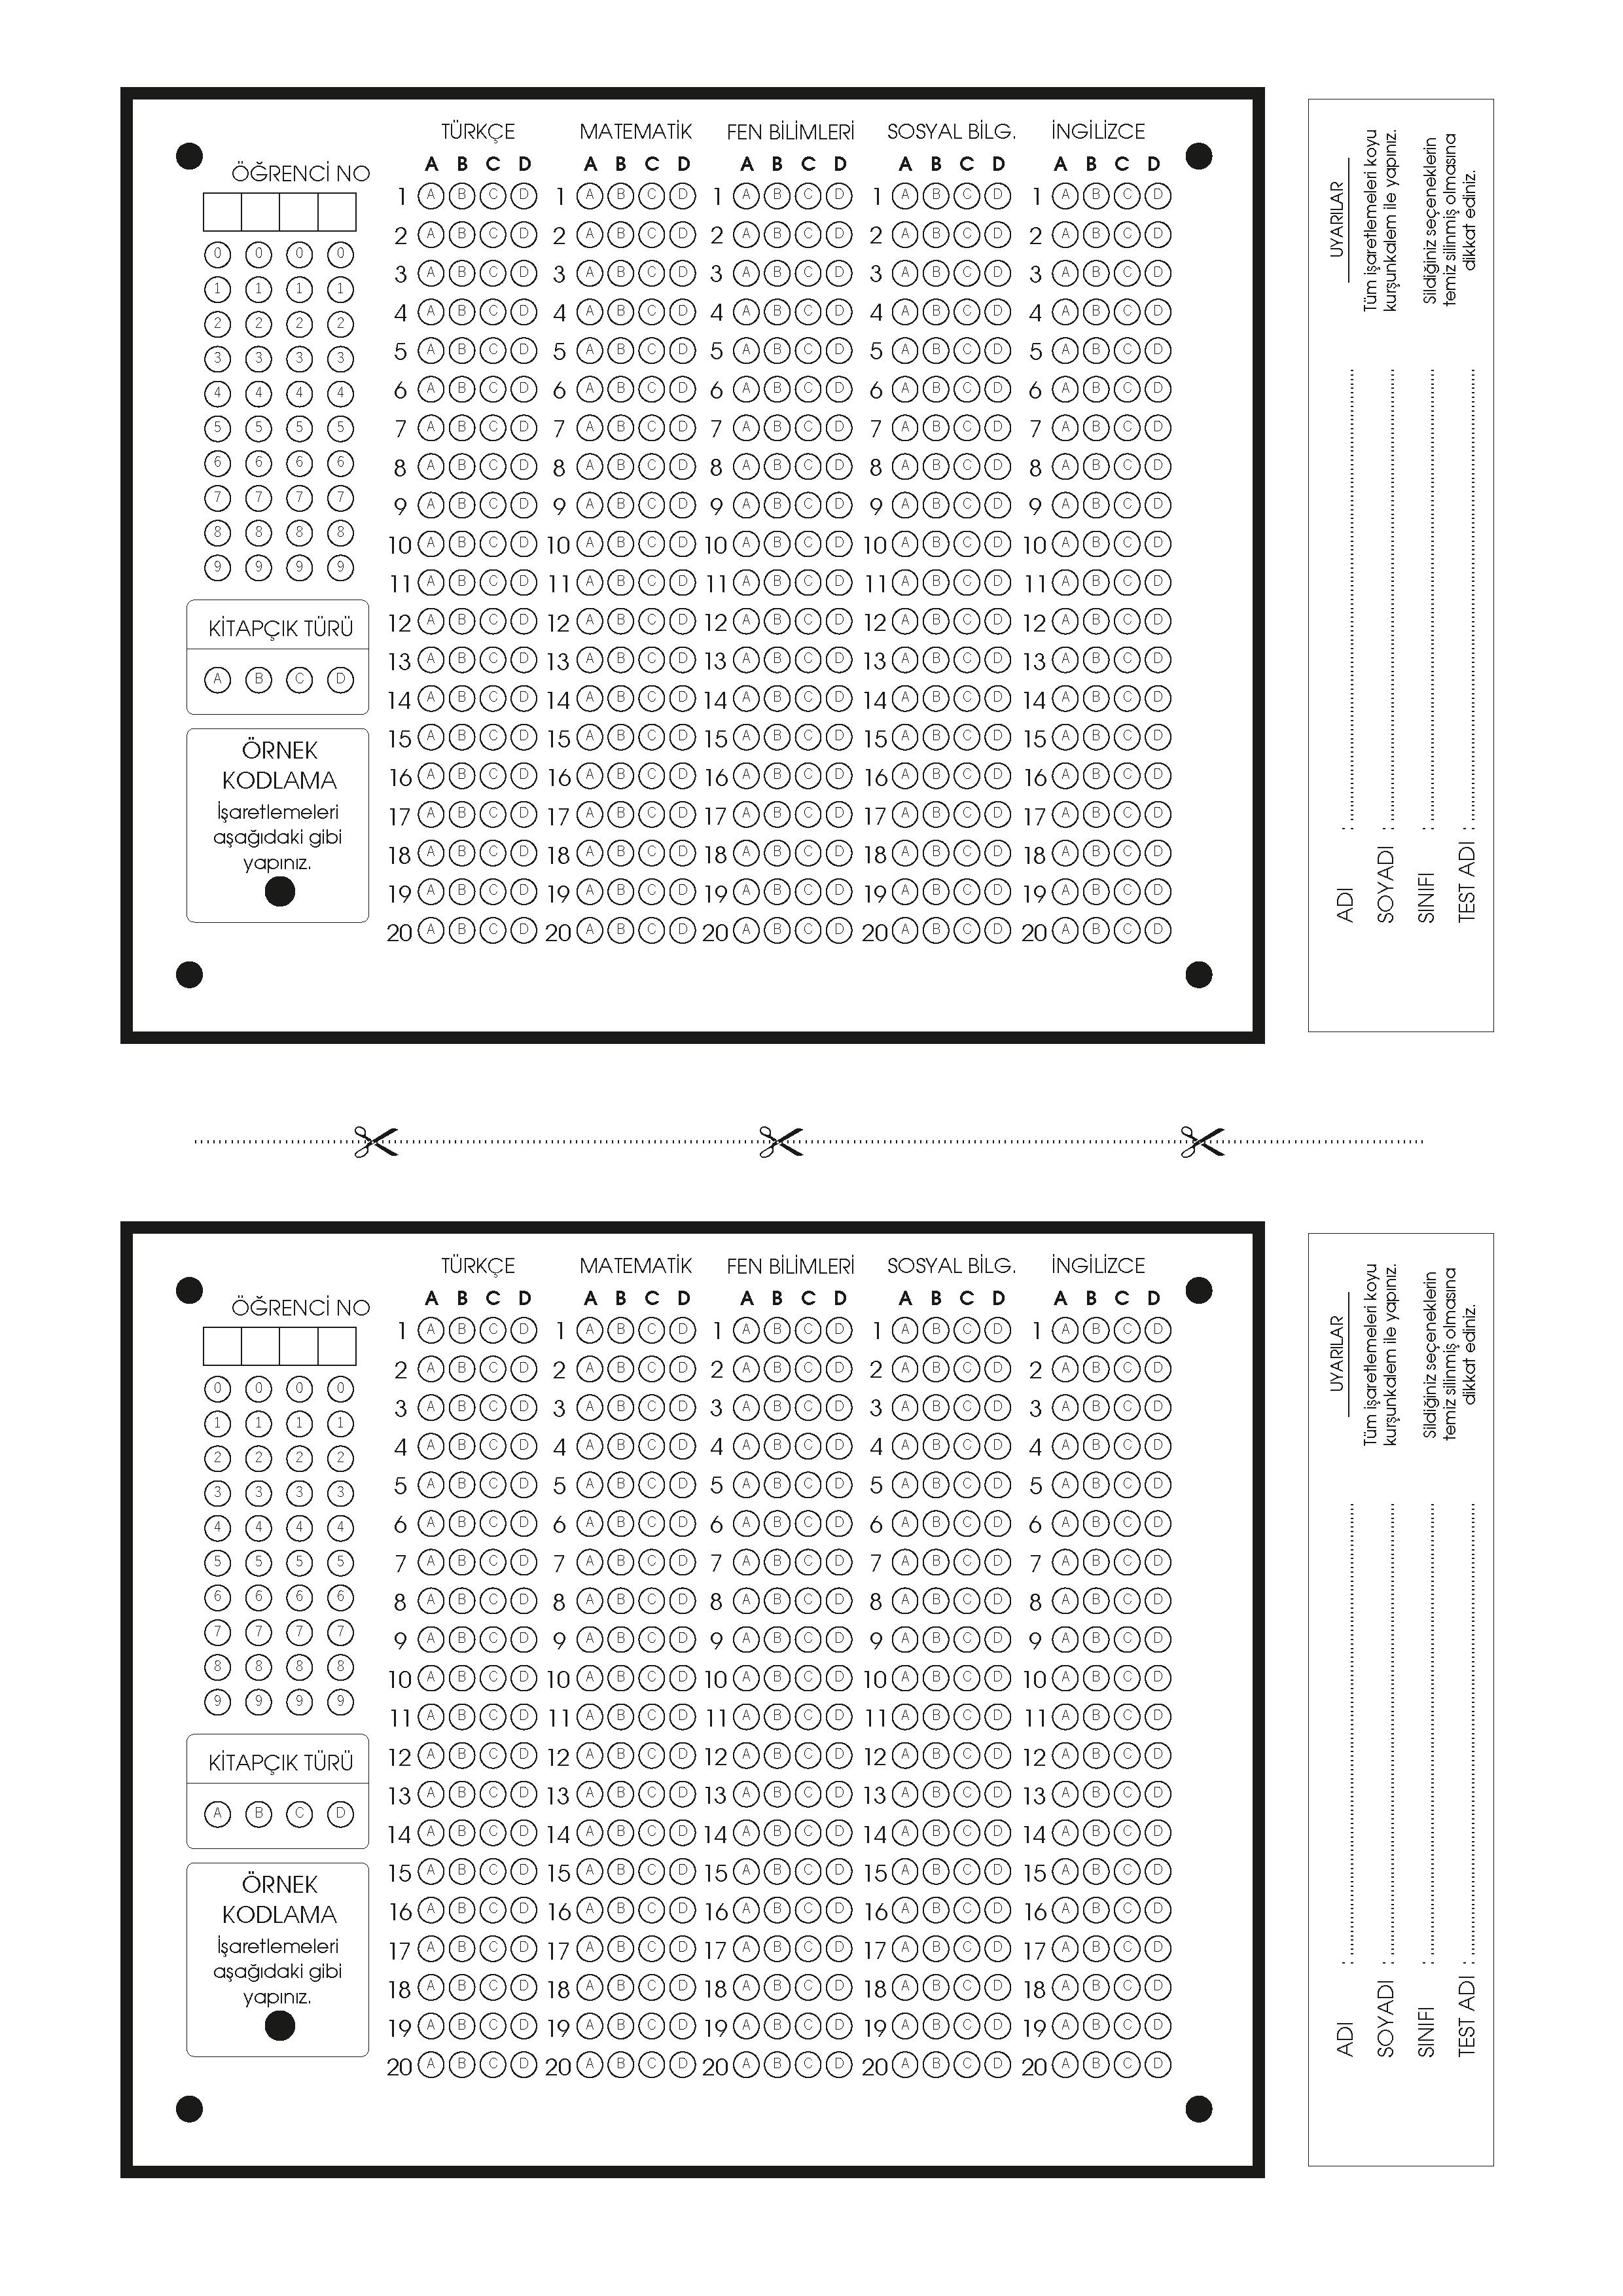 TÜRKÇE MATEMATİK FEN BİLİMLERİ SOSYAL BİLG. İNGİLİZCE
A B C D A B C D A B C D A B C D A B C D
1 A B C D 1 A B C D 1 A B C D 1 A B C D 1 A B C D
2 A B C D 2 A B C D 2 A B C D 2 A B C D 2 A B C D
3 A B C D 3 A B C D 3 A B C D 3 A B C D 3 A B C D
4 A B C D 4 A B C D 4 A B C D 4 A B C D 4 A B C D
5 A B C D 5 A B C D 5 A B C D 5 A B C D 5 A B C D
6 A B C D 6 A B C D 6 A B C D 6 A B C D 6 A B C D
7 A B C D 7 A B C D 7 A B C D 7 A B C D 7 A B C D
8 A B C D 8 A B C D 8 A B C D 8 A B C D 8 A B C D
9 A B C D 9 A B C D 9 A B C D 9 A B C D 9 A B C D
10 A B C D 10 A B C D 10 A B C D 10 A B C D 10 A B C D
11 A B C D 11 A B C D 11 A B C D 11 A B C D 11 A B C D
12 A B C D 12 A B C D 12 A B C D 12 A B C D 12 A B C D
13 A B C D 13 A B C D 13 A B C D 13 A B C D 13 A B C D
14 A B C D 14 A B C D 14 A B C D 14 A B C D 14 A B C D
15 A B C D 15 A B C D 15 A B C D 15 A B C D 15 A B C D
16 A B C D 16 A B C D 16 A B C D 16 A B C D 16 A B C D
17 A B C D 17 A B C D 17 A B C D 17 A B C D 17 A B C D
18 A B C D 18 A B C D 18 A B C D 18 A B C D 18 A B C D
19 A B C D 19 A B C D 19 A B C D 19 A B C D 19 A B C D
20 A B C D 20 A B C D 20 A B C D 20 A B C D 20 A B C D
ÖĞRENCİ NO
0 0 0 0
1 1 1 1
2 2 2 2
3 3 3 3
4 4 4 4
5 5 5 5
6 6 6 6
7 7 7 7
8 8 8 8
9 9 9 9
KİTAPÇIK TÜRÜ
A B C D
ÖRNEK
KODLAMA
İşaretlemeleri
aşağıdaki gibi
yapınız.
UYARILAR
Tüm işaretlemeleri koyu
kurşunkalem ile yapınız.
Sildiğiniz seçeneklerin
temiz silinmiş olmasına
dikkat ediniz.
ADI :
SOYADI :
SINIFI :
TEST ADI :
TÜRKÇE MATEMATİK FEN BİLİMLERİ SOSYAL BİLG. İNGİLİZCE
A B C D A B C D A B C D A B C D A B C D
1 A B C D 1 A B C D 1 A B C D 1 A B C D 1 A B C D
2 A B C D 2 A B C D 2 A B C D 2 A B C D 2 A B C D
3 A B C D 3 A B C D 3 A B C D 3 A B C D 3 A B C D
4 A B C D 4 A B C D 4 A B C D 4 A B C D 4 A B C D
5 A B C D 5 A B C D 5 A B C D 5 A B C D 5 A B C D
6 A B C D 6 A B C D 6 A B C D 6 A B C D 6 A B C D
7 A B C D 7 A B C D 7 A B C D 7 A B C D 7 A B C D
8 A B C D 8 A B C D 8 A B C D 8 A B C D 8 A B C D
9 A B C D 9 A B C D 9 A B C D 9 A B C D 9 A B C D
10 A B C D 10 A B C D 10 A B C D 10 A B C D 10 A B C D
11 A B C D 11 A B C D 11 A B C D 11 A B C D 11 A B C D
12 A B C D 12 A B C D 12 A B C D 12 A B C D 12 A B C D
13 A B C D 13 A B C D 13 A B C D 13 A B C D 13 A B C D
14 A B C D 14 A B C D 14 A B C D 14 A B C D 14 A B C D
15 A B C D 15 A B C D 15 A B C D 15 A B C D 15 A B C D
16 A B C D 16 A B C D 16 A B C D 16 A B C D 16 A B C D
17 A B C D 17 A B C D 17 A B C D 17 A B C D 17 A B C D
18 A B C D 18 A B C D 18 A B C D 18 A B C D 18 A B C D
19 A B C D 19 A B C D 19 A B C D 19 A B C D 19 A B C D
20 A B C D 20 A B C D 20 A B C D 20 A B C D 20 A B C D
ÖĞRENCİ NO
0 0 0 0
1 1 1 1
2 2 2 2
3 3 3 3
4 4 4 4
5 5 5 5
6 6 6 6
7 7 7 7
8 8 8 8
9 9 9 9
KİTAPÇIK TÜRÜ
A B C D
ÖRNEK
KODLAMA
İşaretlemeleri
aşağıdaki gibi
yapınız.
UYARILAR
Tüm işaretlemeleri koyu
kurşunkalem ile yapınız.
Sildiğiniz seçeneklerin
temiz silinmiş olmasına
dikkat ediniz.
ADI :
SOYADI :
SINIFI :
TEST ADI :